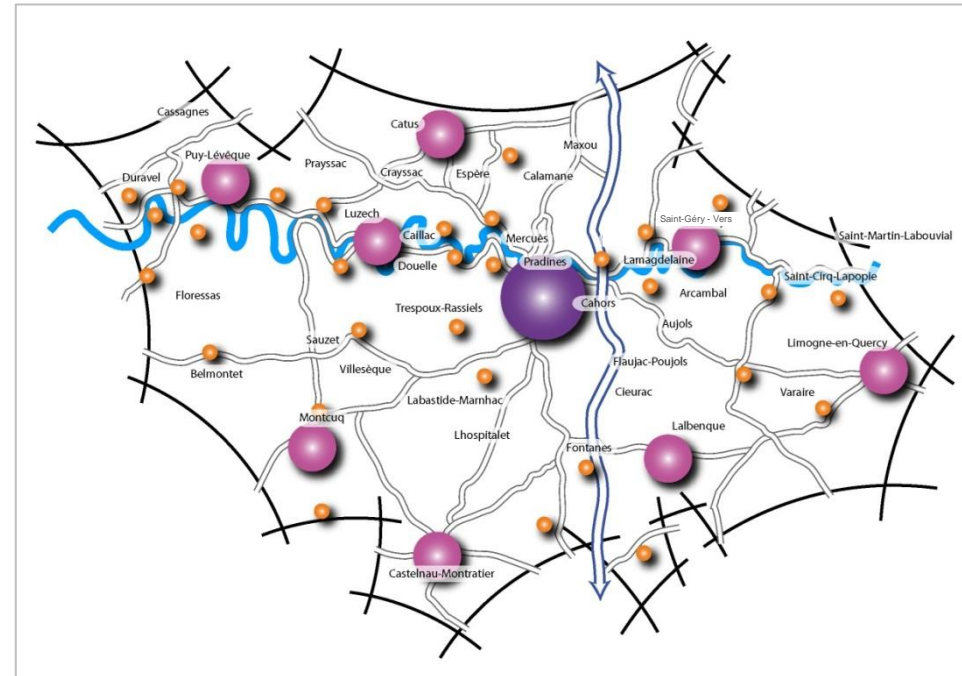 Cassagnes
Catus
Maxou
Puy-Lévêque
Prayssac
Crayssac
Espère
Calamane
Duravel
Luzech
Saint-Géry - Vers
Caillac
Mercuès
Saint-Martin-Labouvial
Douelle
Pradines
Lamagdelaine
Saint-Cirq-Lapopie
Floressas
Arcambal
Trespoux-Rassiels
Cahors
Aujols
Sauzet
Limogne-en-Quercy
Villesèque
Flaujac-Poujols
Belmontet
Cieurac
Varaire
Labastide-Marnhac
Montcuq
Lalbenque
Lhospitalet
Fontanes
Castelnau-Montratier